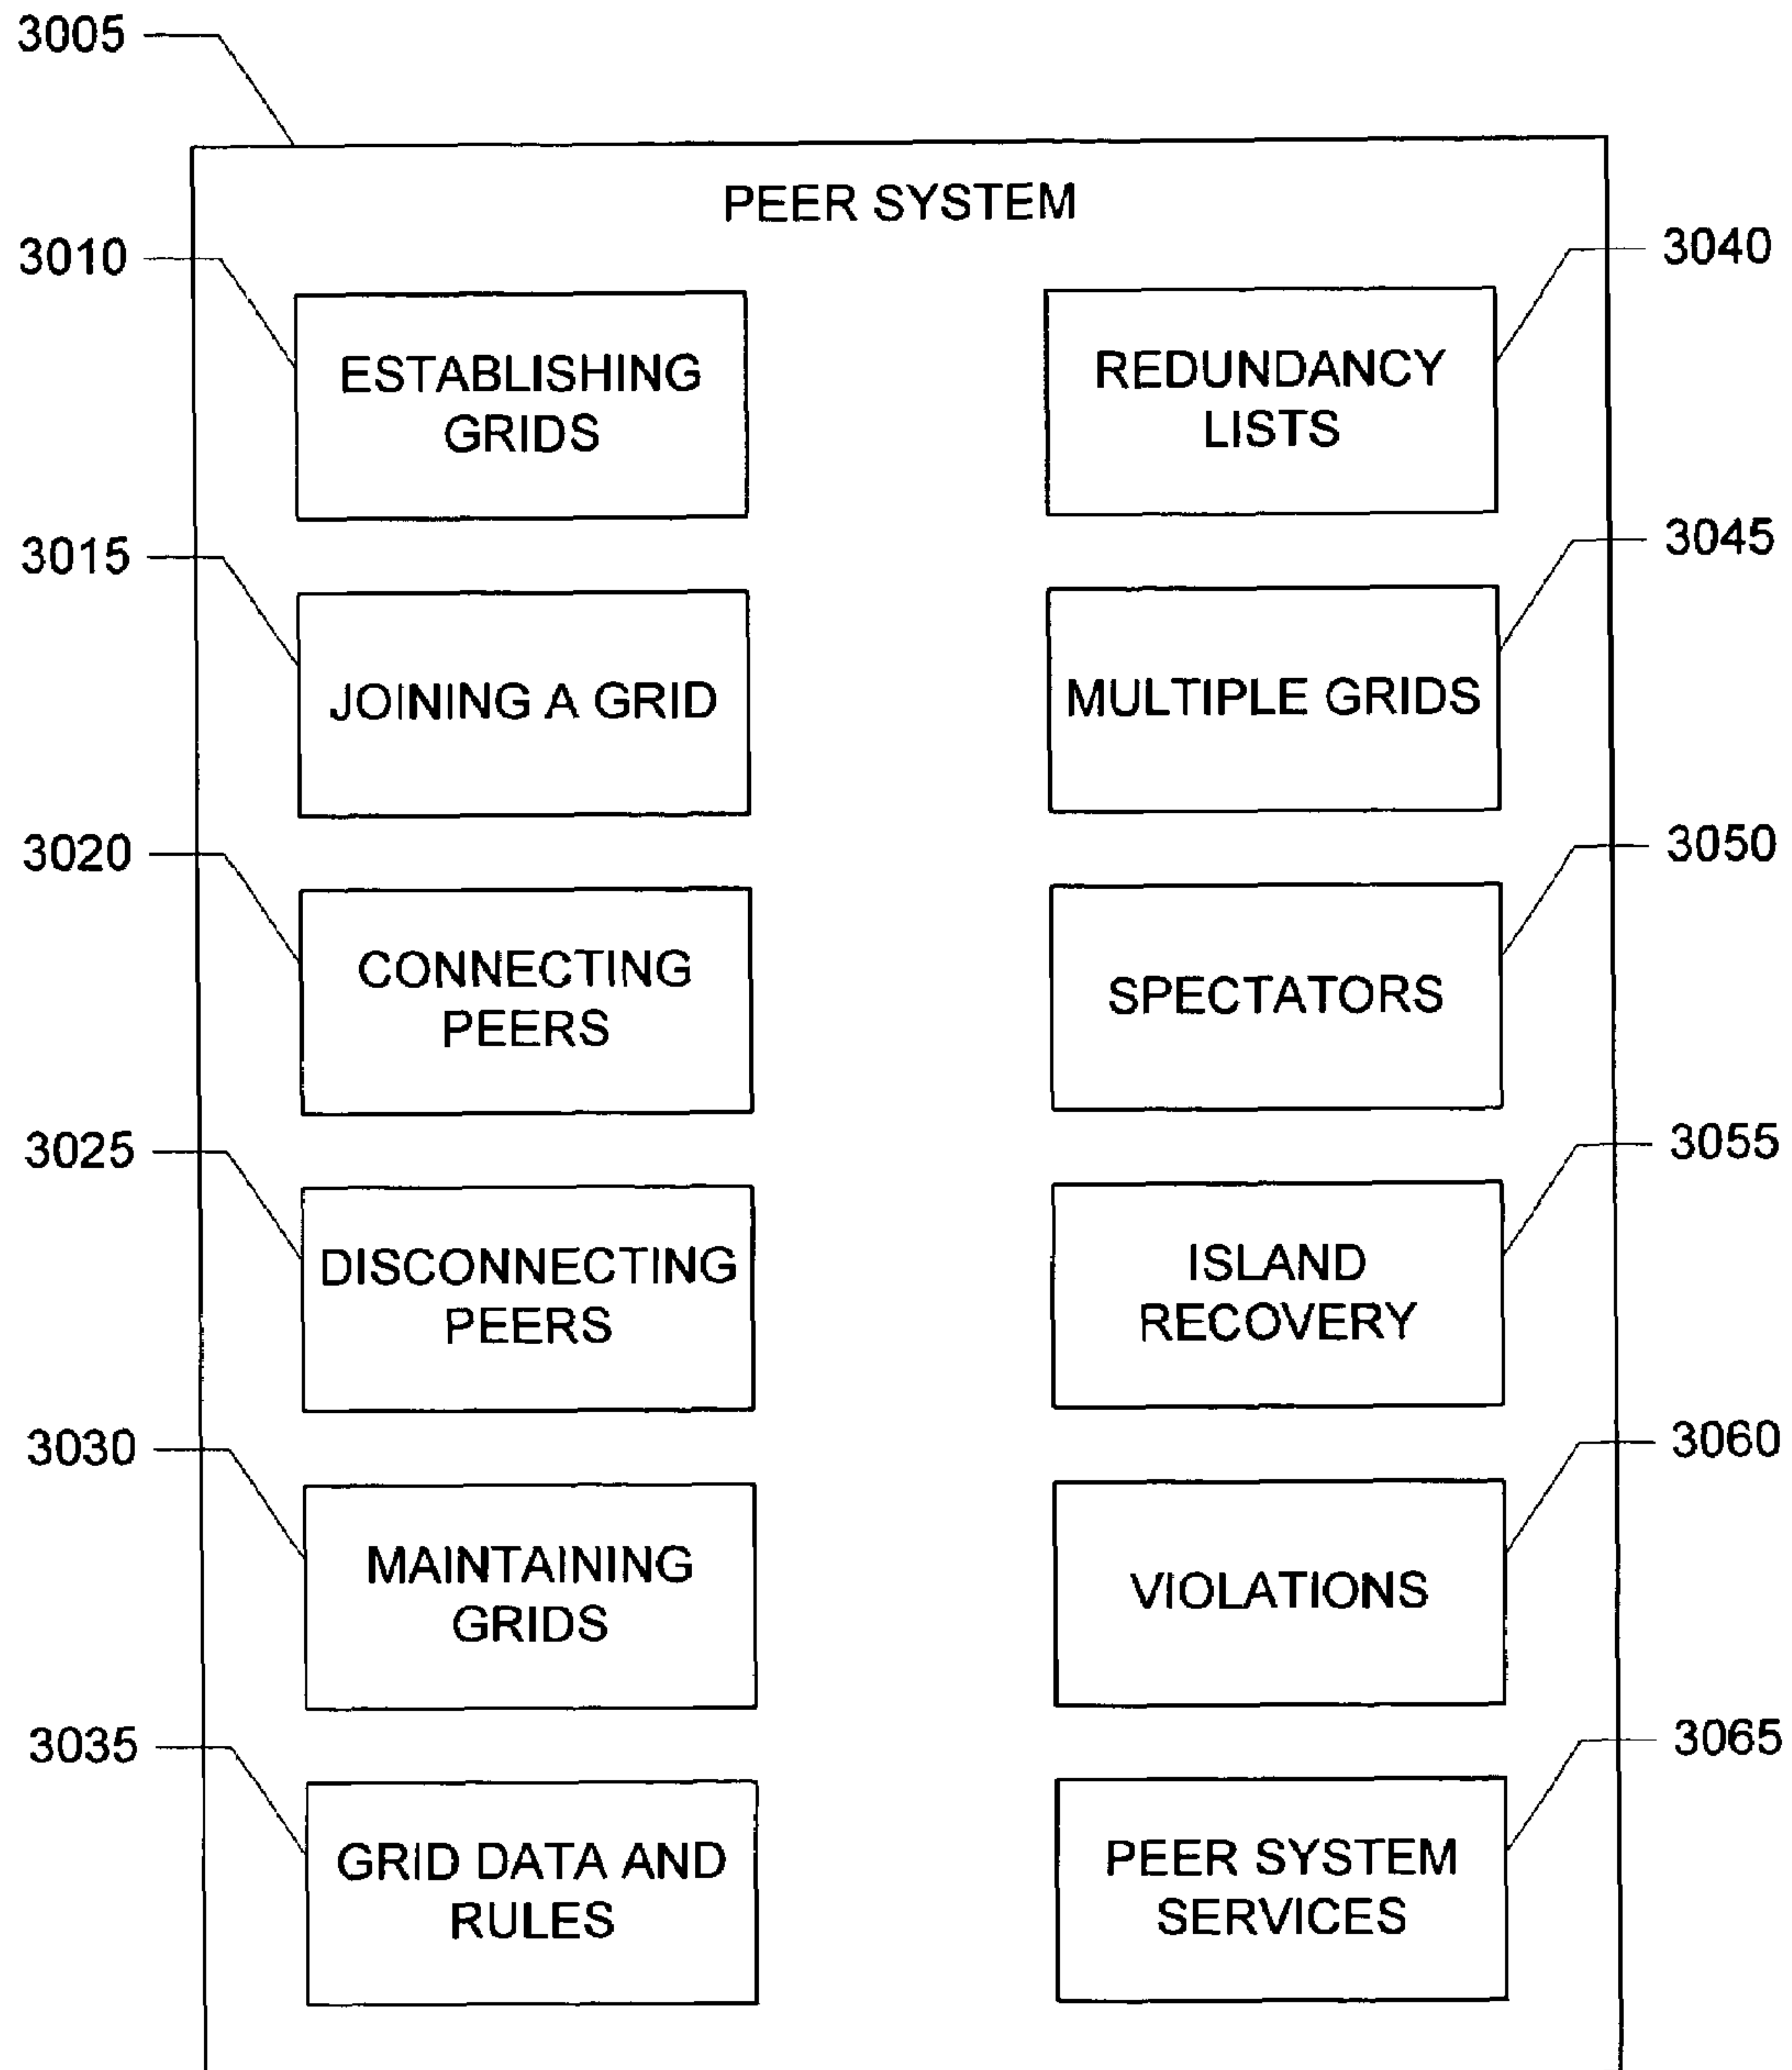 3005
PEER SYSTEM
3010
ESTABLISHING
GRIDS
3015
JOINING A GRID
3020
CONNECTING
PEERS
3025
DISCONNECTING
PEERS
3030
MAINTAINING
GRIDS
3035
GRID DATA AND
RULES
3040
REDUNDANCY
LISTS
3045
MULTIPLE GRIDS
3050
SPECTATORS
3055
ISLAND
RECOVERY
3060
VIOLATIONS
3065
PEER SYSTEM
SERVICES